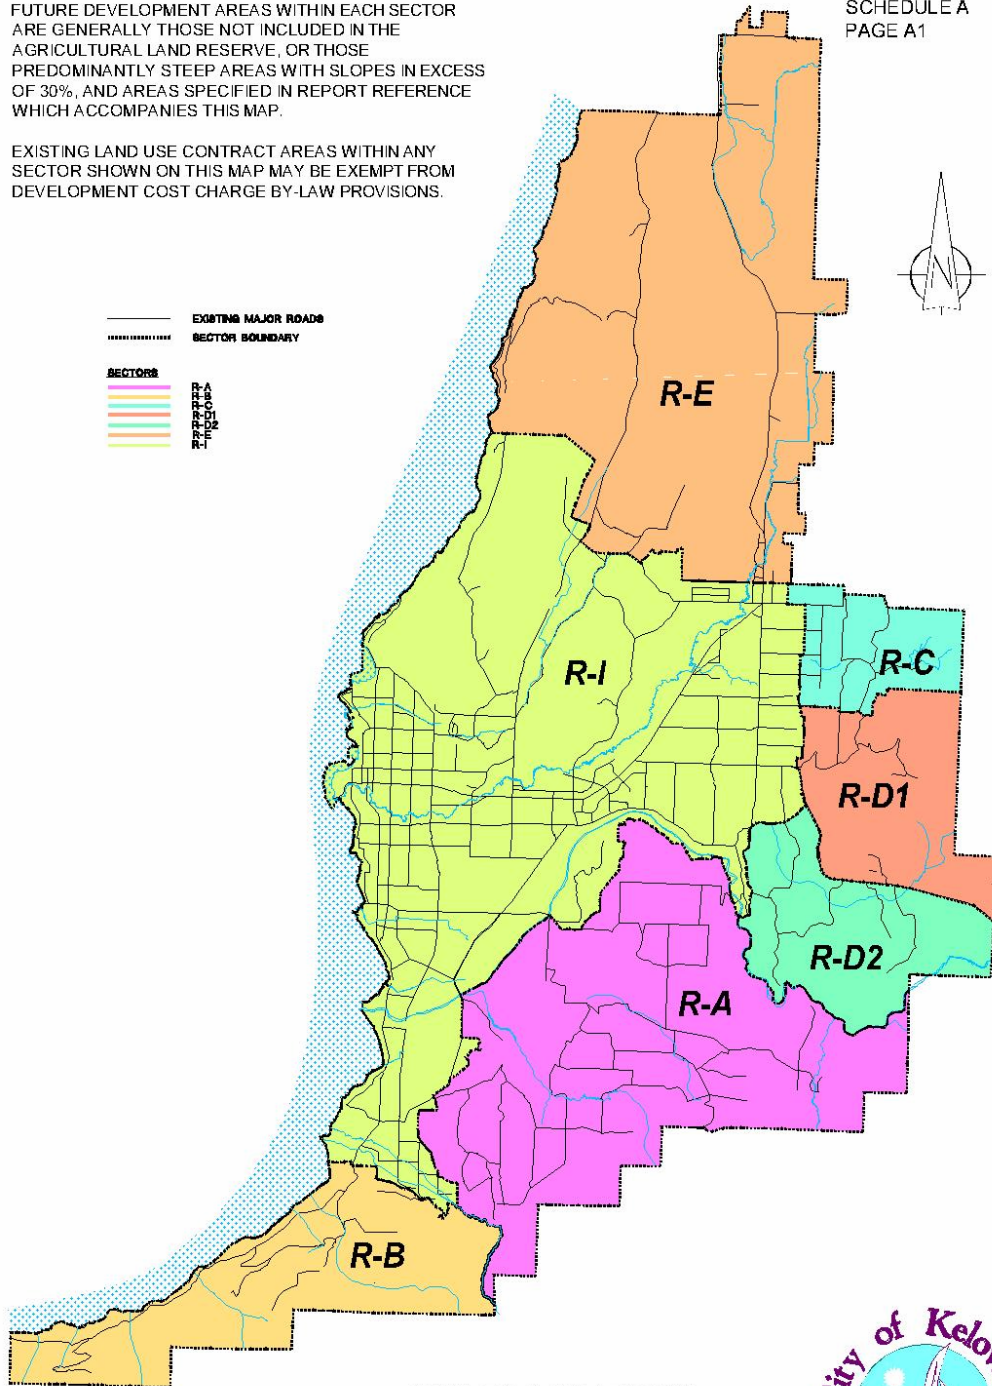 FUTURE DEVELOPMENT AREAS WITHIN EACH SECTOR
ARE GENERALLY THOSE NOT INCLUDED IN THE
AGRICULTURAL LAND RESERVE, OR THOSE
PREDOMINANTLY STEEP AREAS WITH SLOPES IN EXCESS
OF 30%, AND AREAS SPECIFIED IN REPORT REFERENCE
WHICH ACCOMPANIES THIS MAP.
EXISTING LAND USE CONTRACT AREAS WITHIN ANY
SECTOR SHOWN ON THIS MAP MAY BE EXEMPT FROM
DEVELOPMENT COST CHARGE BY-LAW PROVISIONS.
SCHEDULE A
PAGE A1
N
EXISTING MAJOR ROADS
SECTOR BOUNDARY
SECTORS
R-A
R-B
R-C
R-D1
R-D2
R-E
R-I
R-E
R-I
R-C
R-D1
R-D2
R-A
R-B
of